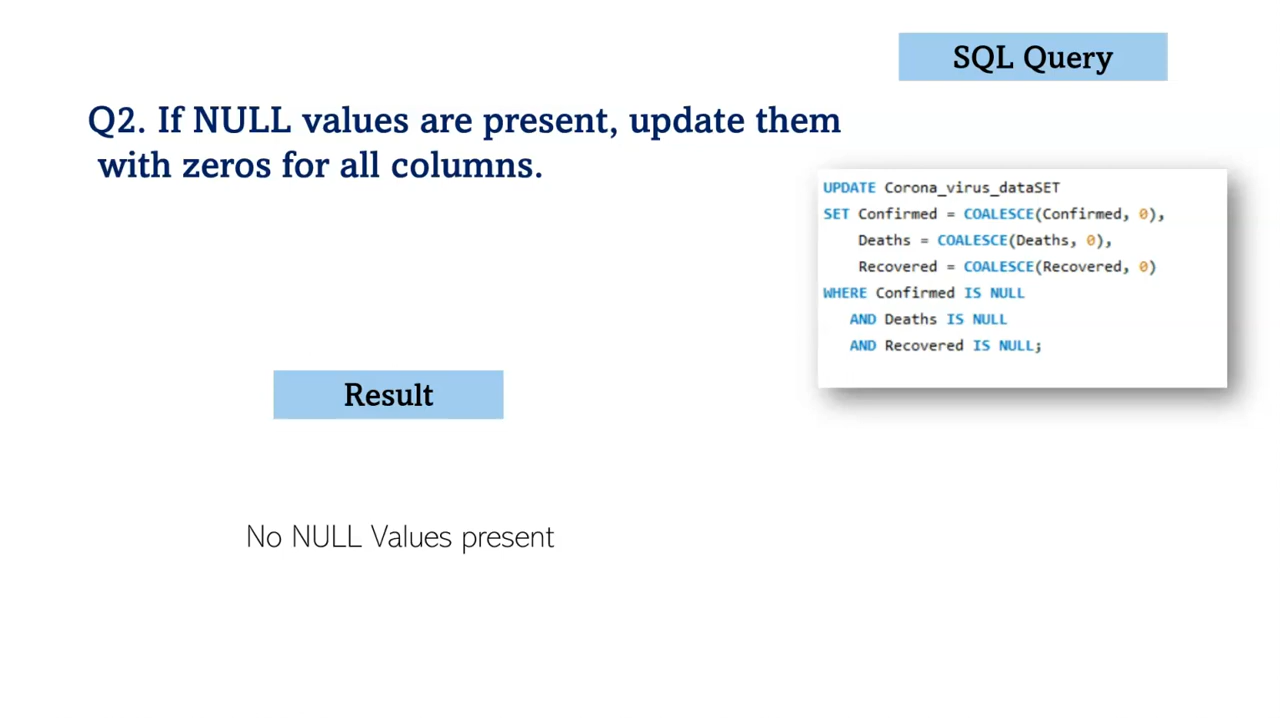 SQL Query
Q2. If NULL values are present, update them
with zeros for all columns.
UPDATE Corona_virus_dataSET
SET Confirmed = COALESCE(Confirmed, 0),
Deaths = COALESCE(Deaths, 0),
Recovered = COALESCE(Recovered, 0)
WHERE Confirmed IS NULL
AND Deaths IS NULL
AND Recovered IS NULL;
Result
No NULL Values present